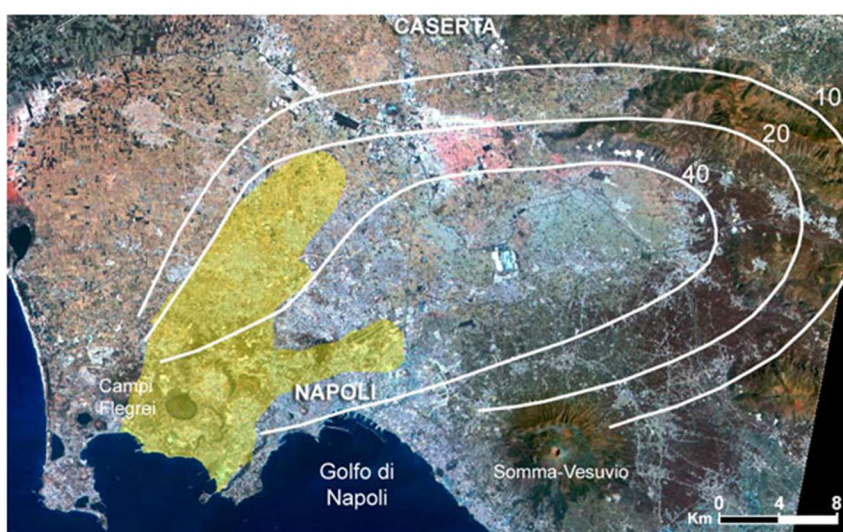 CASERTA
10
20
40
Campi
Flegrei
NAPOLI
Golfo di
Napoli
Somma-Vesuvio
0 4 8
Km